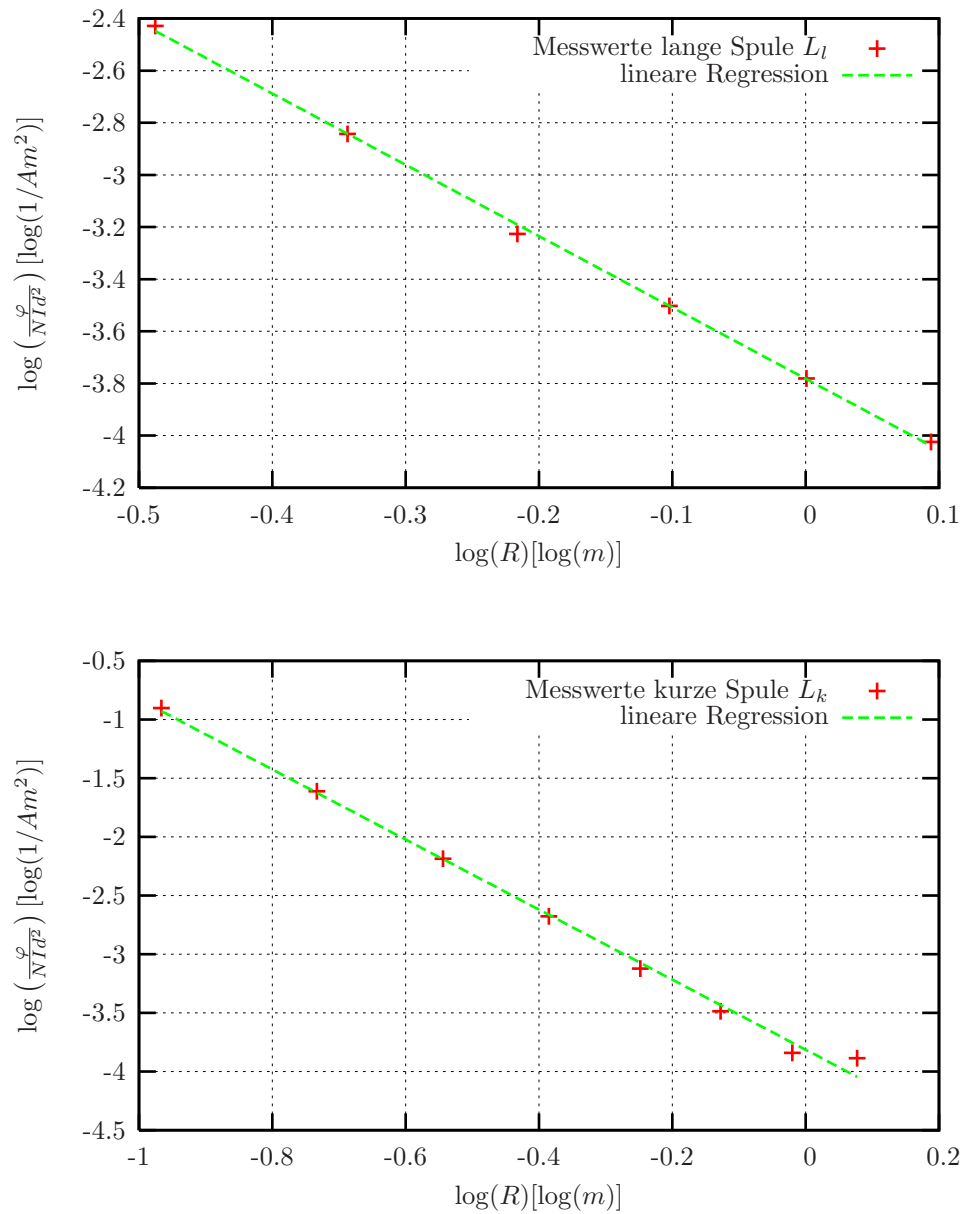 -2.4
-2.6
-2.8
-3
-3.2
-3.4
-3.6
-3.8
-4
-4.2
-0.5 -0.4 -0.3 -0.2 -0.1 0 0.1
log(R)[log(m)]
log (φ/NId²) [log(1/Am²)]
Messwerte lange Spule Lₗ
lineare Regression
-0.5
-1
-1.5
-2
-2.5
-3
-3.5
-4
-4.5
-1 -0.8 -0.6 -0.4 -0.2 0 0.2
log(R)[log(m)]
log (φ/NId²) [log(1/Am²)]
Messwerte kurze Spule Lₖ
lineare Regression